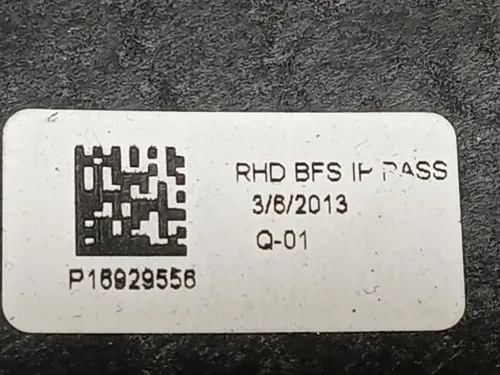 RHD BFS IP PASS
3/6/2013
Q-01
P16929556